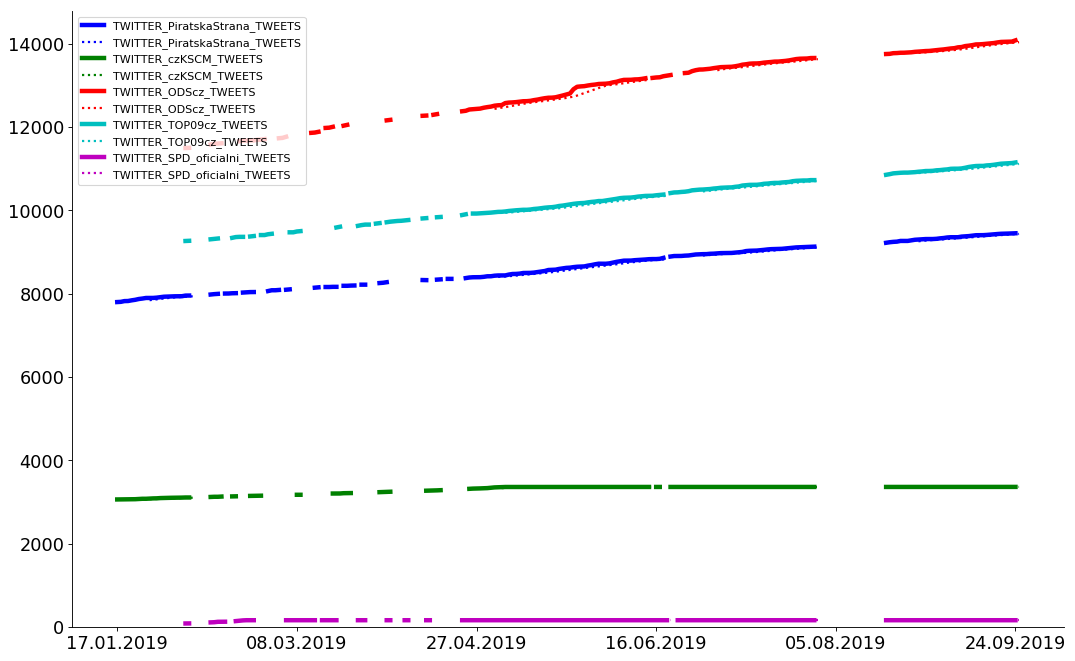 TWITTER_PiratskaStrana_TWEETS
TWITTER_PiratskaStrana_TWEETS
TWITTER_czKSCM_TWEETS
TWITTER_czKSCM_TWEETS
TWITTER_ODScz_TWEETS
TWITTER_ODScz_TWEETS
TWITTER_TOP09cz_TWEETS
TWITTER_TOP09cz_TWEETS
TWITTER_SPD_oficialni_TWEETS
TWITTER_SPD_oficialni_TWEETS
14000
12000
10000
8000
6000
4000
2000
0
17.01.2019 08.03.2019 27.04.2019 16.06.2019 05.08.2019 24.09.2019